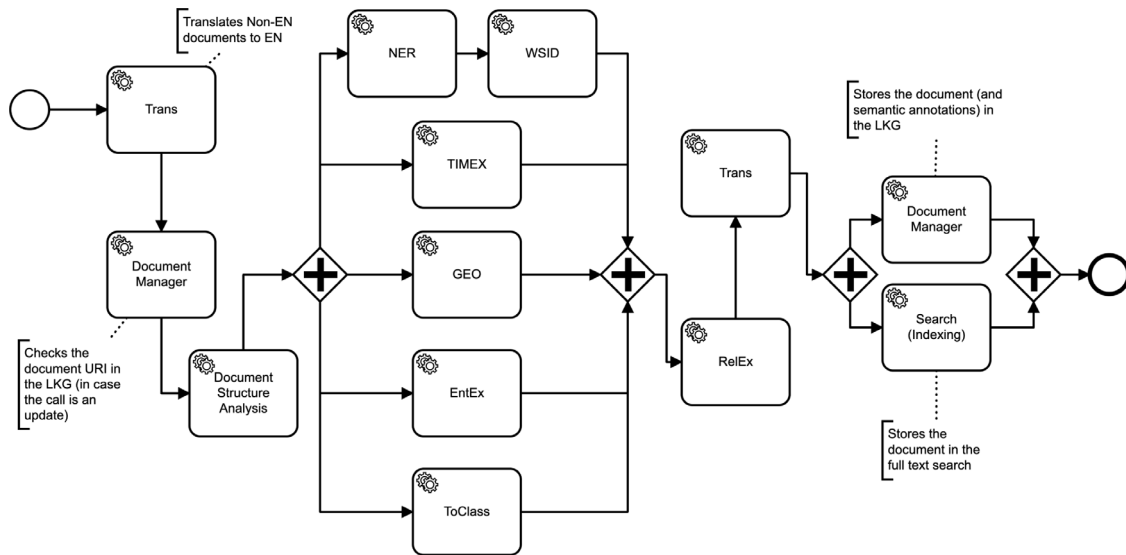 Translates Non-EN
documents to EN
Trans
Document
Manager
Checks the
document URI in
the LKG (in case
the call is an
update)
Document
Structure
Analysis
NER
WSID
TIMEX
GEO
EntEx
ToClass
RelEx
Trans
Stores the document (and
semantic annotations) in
the LKG
Document
Manager
Search
(Indexing)
Stores the
document in the
full text search